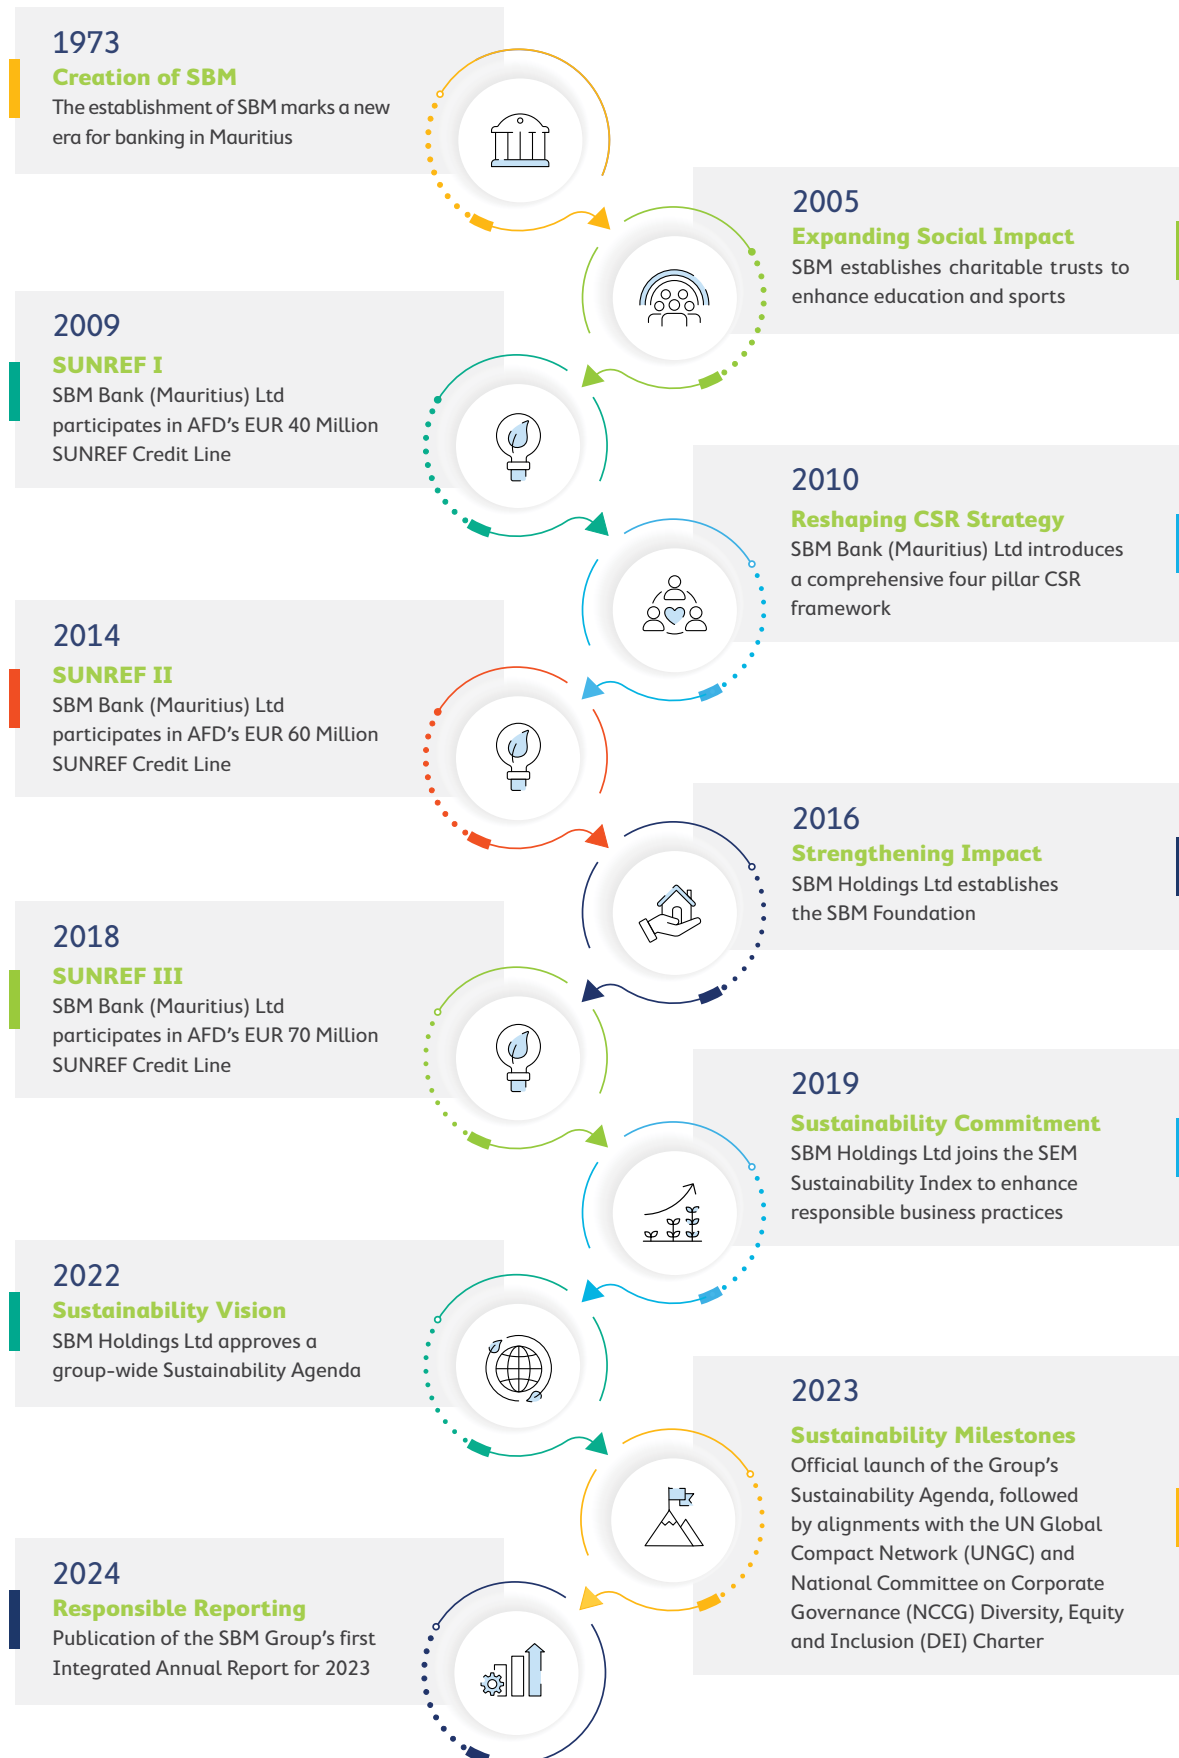 1973
Creation of SBM
The establishment of SBM marks a new
era for banking in Mauritius
2005
Expanding Social Impact
SBM establishes charitable trusts to
enhance education and sports
2009
SUNREF I
SBM Bank (Mauritius) Ltd
participates in AFD’s EUR 40 Million
SUNREF Credit Line
2010
Reshaping CSR Strategy
SBM Bank (Mauritius) Ltd introduces
a comprehensive four pillar CSR
framework
2014
SUNREF II
SBM Bank (Mauritius) Ltd
participates in AFD’s EUR 60 Million
SUNREF Credit Line
2016
Strengthening Impact
SBM Holdings Ltd establishes
the SBM Foundation
2018
SUNREF III
SBM Bank (Mauritius) Ltd
participates in AFD’s EUR 70 Million
SUNREF Credit Line
2019
Sustainability Commitment
SBM Holdings Ltd joins the SEM
Sustainability Index to enhance
responsible business practices
2022
Sustainability Vision
SBM Holdings Ltd approves a
group-wide Sustainability Agenda
2023
Sustainability Milestones
Official launch of the Group’s
Sustainability Agenda, followed
by alignments with the UN Global
Compact Network (UNGC) and
National Committee on Corporate
Governance (NCCG) Diversity, Equity
and Inclusion (DEI) Charter
2024
Responsible Reporting
Publication of the SBM Group’s first
Integrated Annual Report for 2023